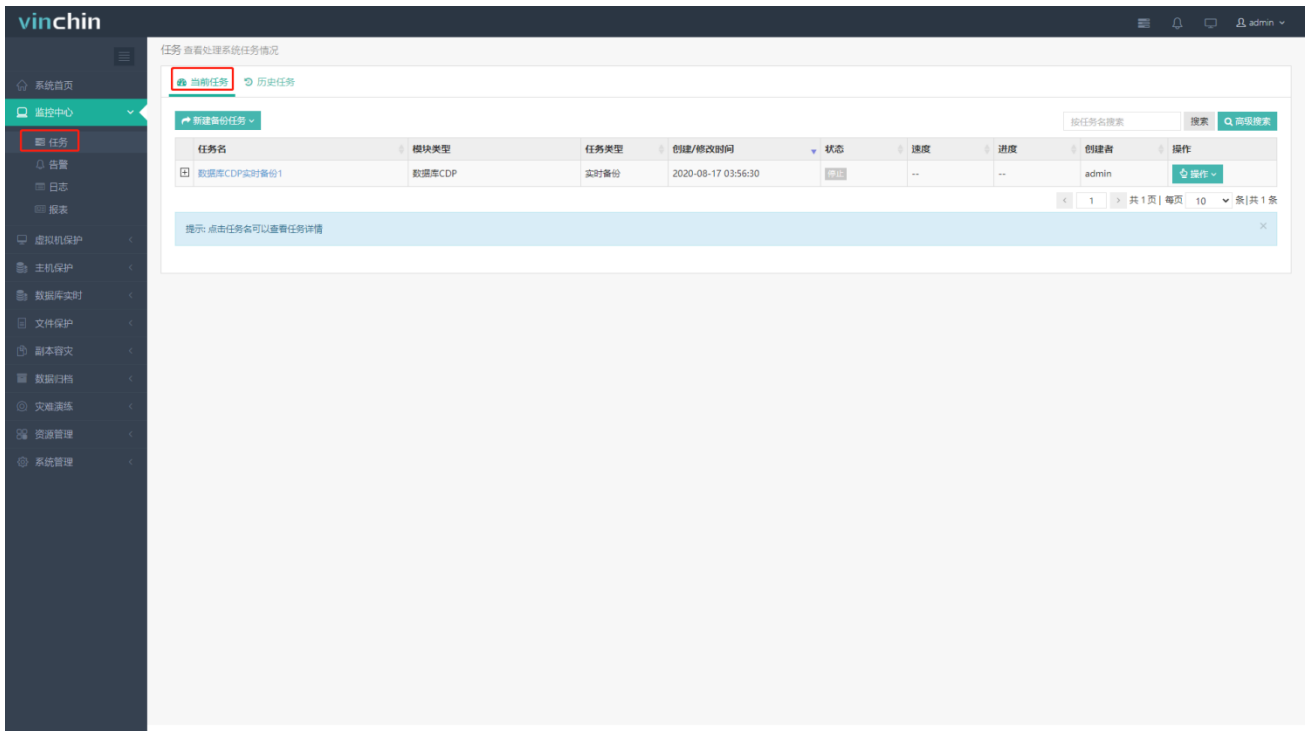 vinchin
admin
任务 查看处理系统任务情况
当前任务 历史任务
系统首页
监控中心
任务
告警
日志
报表
虚拟机保护
主机保护
数据库实时
文件保护
副本容灾
数据归档
灾难演练
资源管理
系统管理
新建备份任务 按任务名搜素 搜索 高级搜素
任务名 模块类型 任务类型 创建/修改时间 状态 速度 进度 创建者 操作
数据库CDP实时备份1 数据库CDP 实时备份 2020-08-17 03:56:30 停止 -- -- admin 操作
1 共 1 页 | 每页 10 条 | 共 1 条
提示: 点击任务名可以查看任务详情